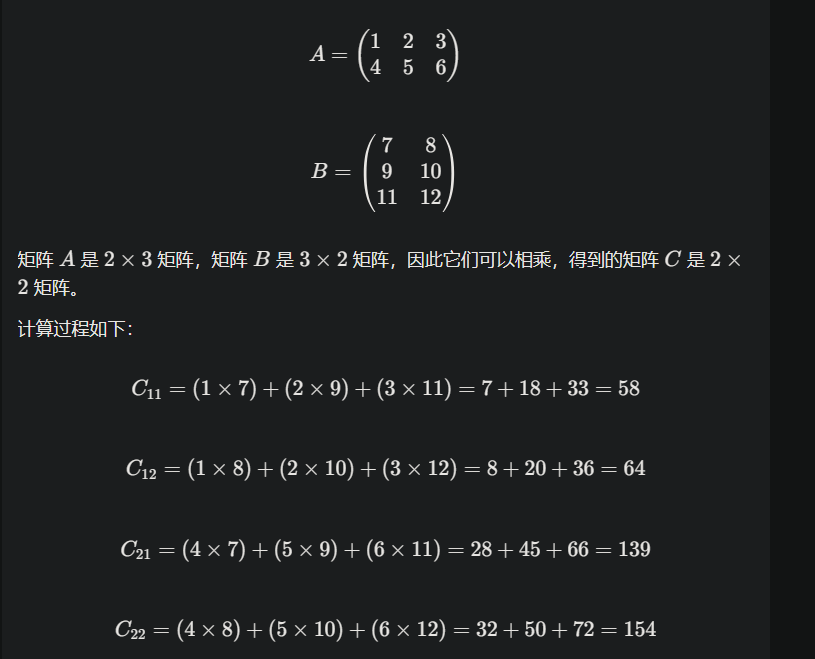 A = (1 2 3
4 5 6)
B = (7 8
9 10
11 12)
矩阵 A 是 2 × 3 矩阵，矩阵 B 是 3 × 2 矩阵，因此它们可以相乘，得到的矩阵 C 是 2 ×
2 矩阵。
计算过程如下：
C₁₁ = (1 × 7) + (2 × 9) + (3 × 11) = 7 + 18 + 33 = 58
C₁₂ = (1 × 8) + (2 × 10) + (3 × 12) = 8 + 20 + 36 = 64
C₂₁ = (4 × 7) + (5 × 9) + (6 × 11) = 28 + 45 + 66 = 139
C₂₂ = (4 × 8) + (5 × 10) + (6 × 12) = 32 + 50 + 72 = 154